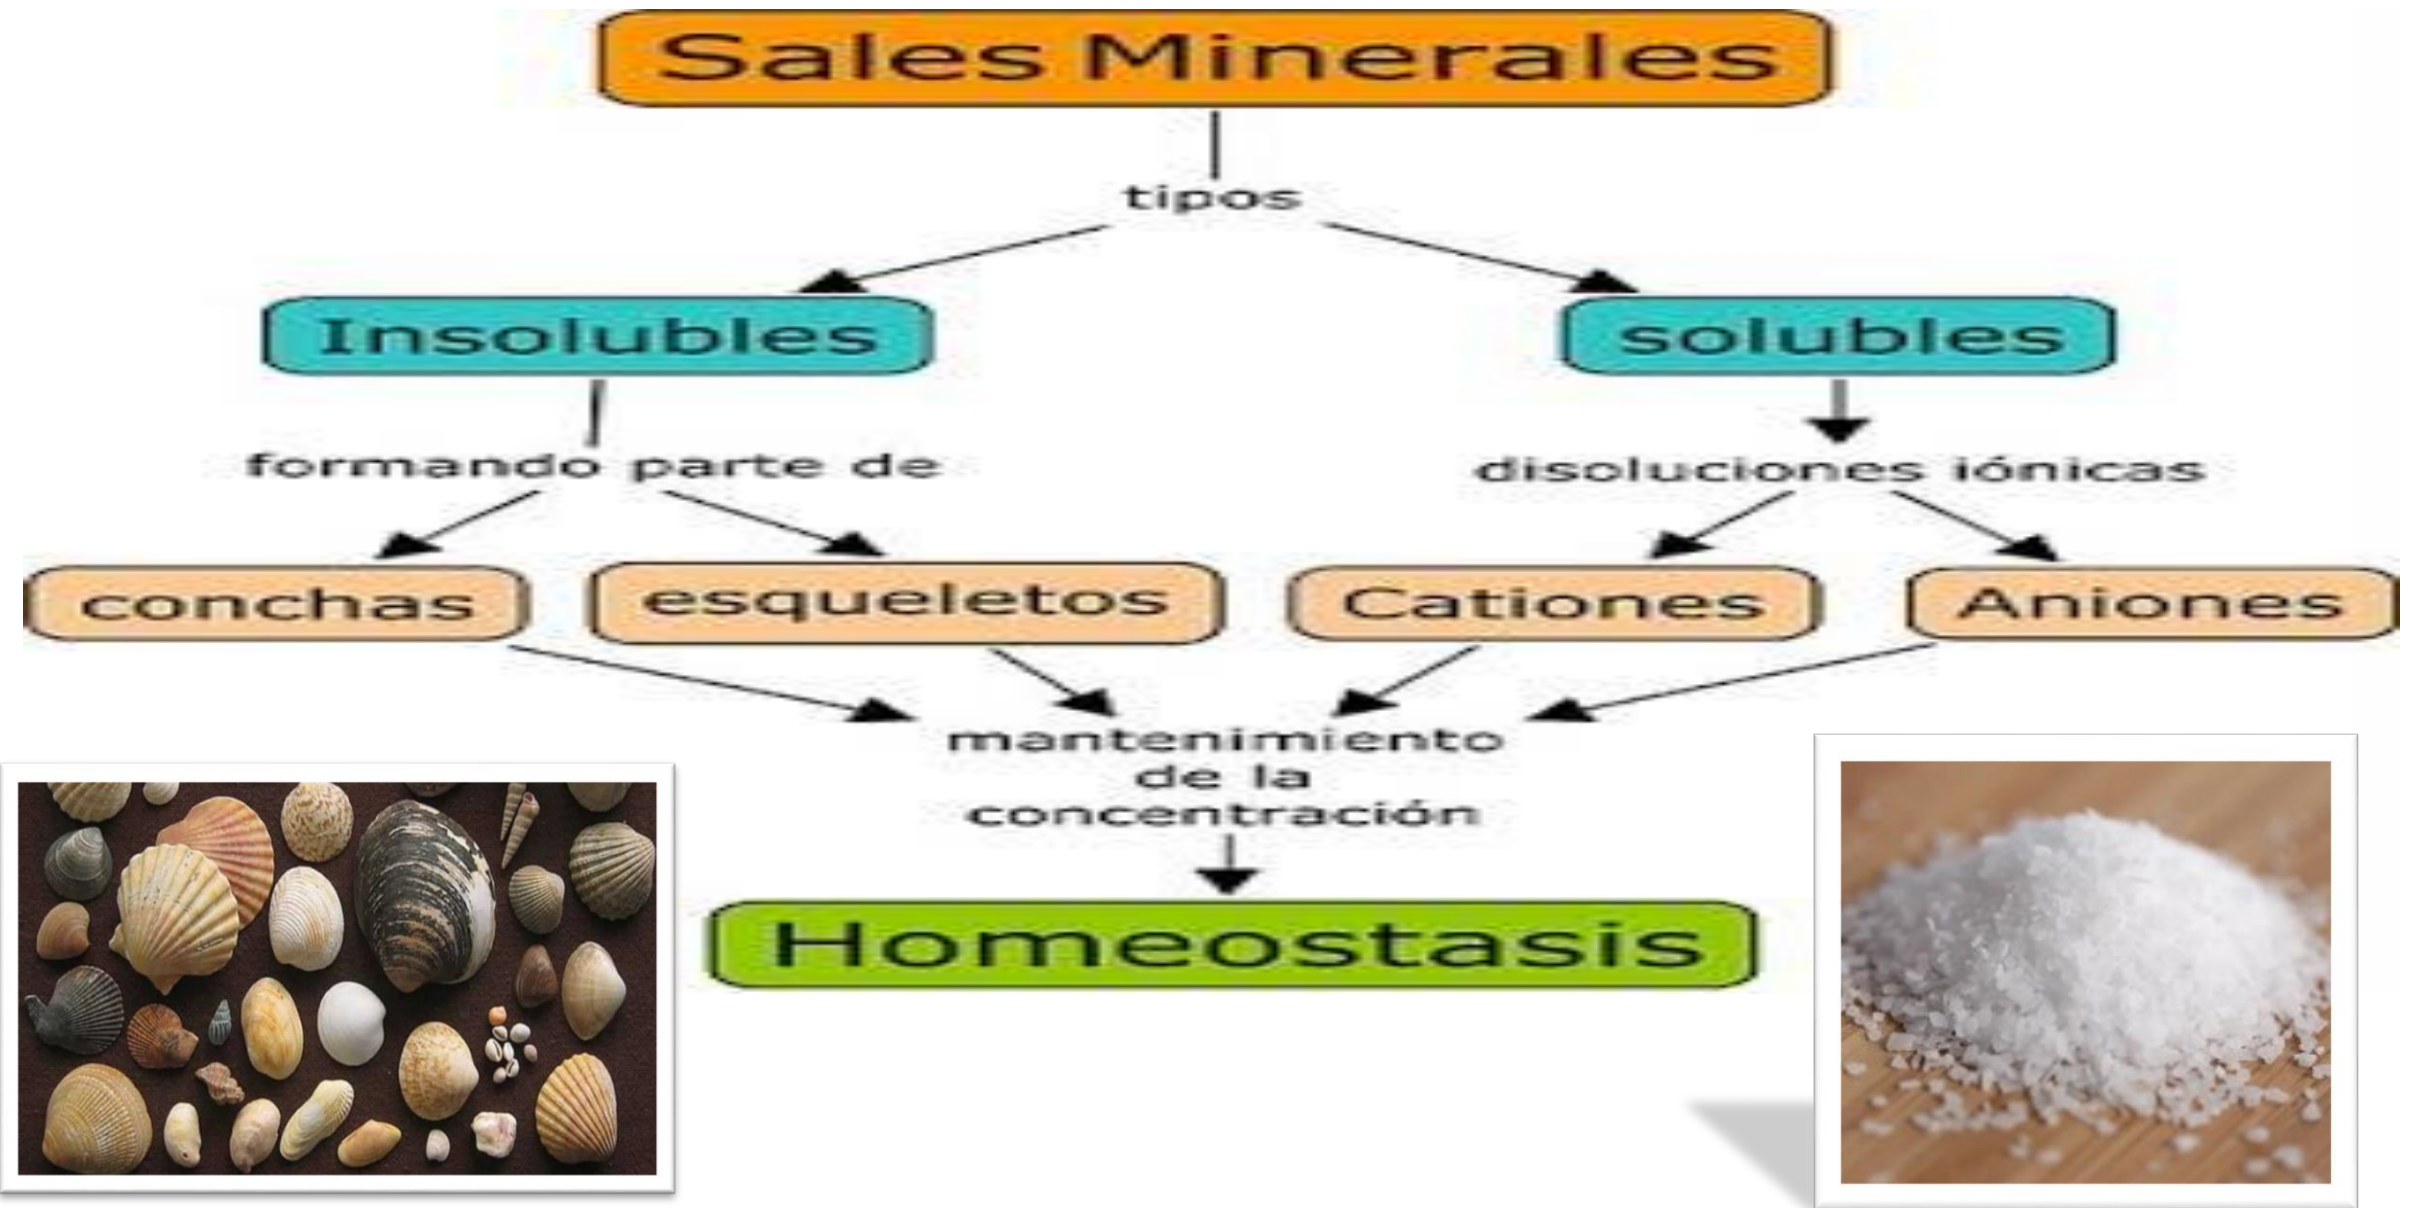 Sales Minerales
tipos
Insolubles
solubles
formando parte de
disoluciones iónicas
conchas
esqueletos
Cationes
Aniones
mantenimiento
de la
concentración
Homeostasis